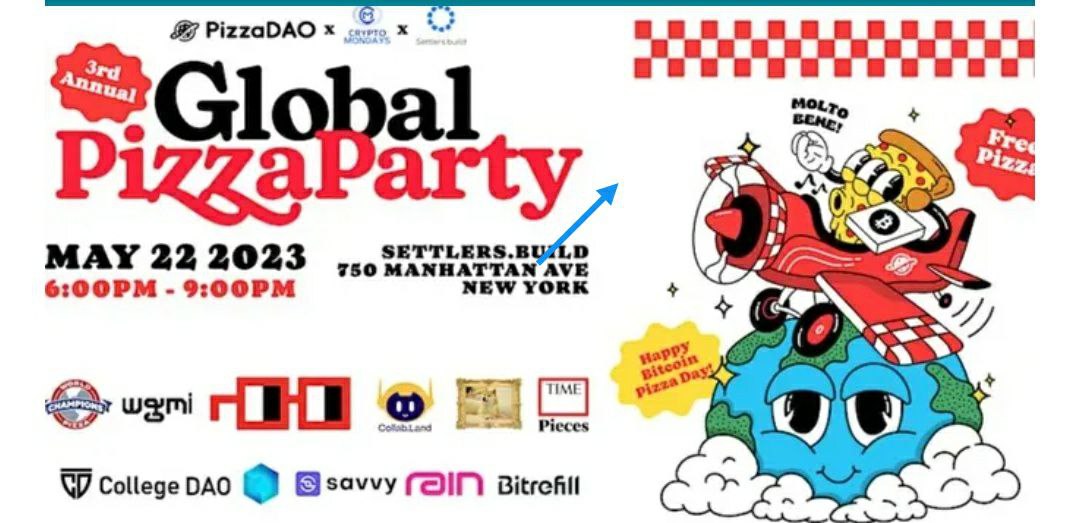 PizzaDAO x CRYPTO MONDAYS x Settlers.build
3rd
Annual
Global
PizzaParty
MAY 22 2023
6:00PM - 9:00PM
SETTLERS.BUILD
750 MANHATTAN AVE
NEW YORK
WORLD
CHAMPIONS
PIZZA
wgmi
Collab.Land
TIME
Pieces
College DAO
savvy
rain
Bitrefill
MOLTO
BENE!
Free
Pizza
Happy
Bitcoin
Pizza Day!